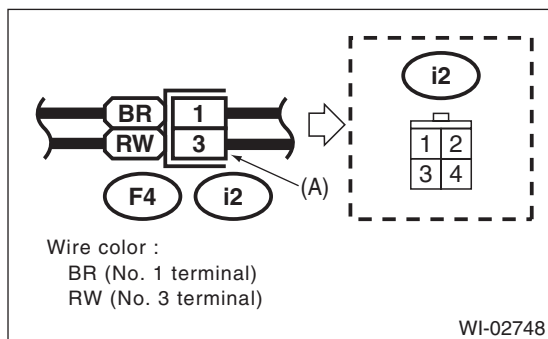 i2
BR 1
RW 3
1 2
3 4
F4 i2
(A)
Wire color :
BR (No. 1 terminal)
RW (No. 3 terminal)
WI-02748